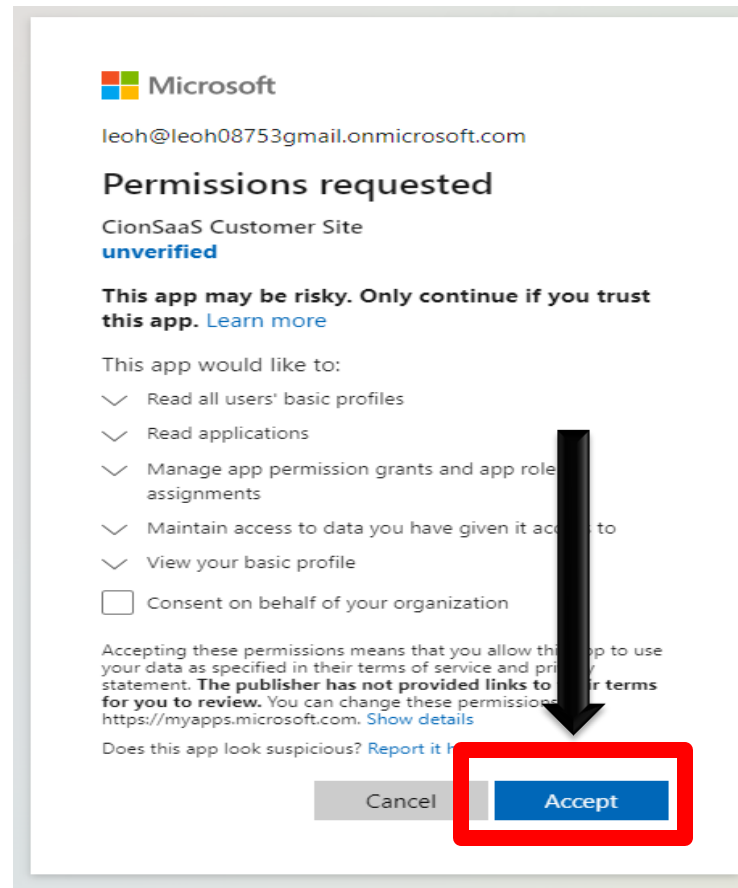 Microsoft
leoh@leoh08753gmail.onmicrosoft.com
Permissions requested
CionSaaS Customer Site
unverified
This app may be risky. Only continue if you trust
this app. Learn more
This app would like to:
Read all users' basic profiles
Read applications
Manage app permission grants and app role
assignments
Maintain access to data you have given it to
View your basic profile
Consent on behalf of your organization
Accepting these permissions means that you allow to use
your data as specified in their terms of service and
statement. The publisher has not provided links to terms
for you to review. You can change these permissions
https://myapps.microsoft.com. Show details
Does this app look suspicious? Report it
Cancel
Accept